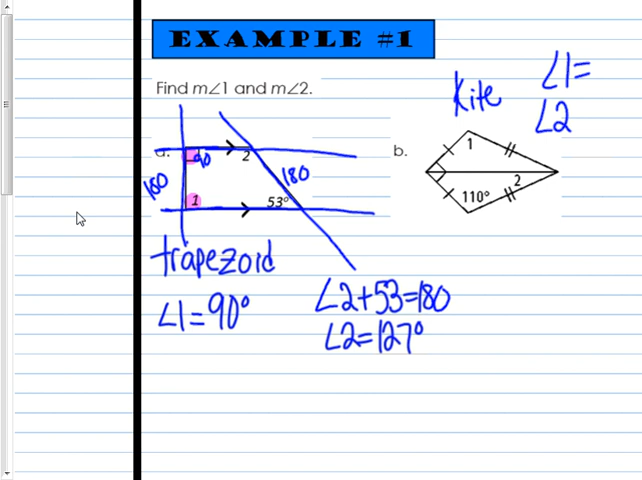 EXAMPLE #1
Find m∠1 and m∠2.
Kite
∠1=
∠2
a.
90
2
180
180
1
53°
b.
1
2
110°
trapezoid
∠1=90°
∠2+53=180
∠2=127°